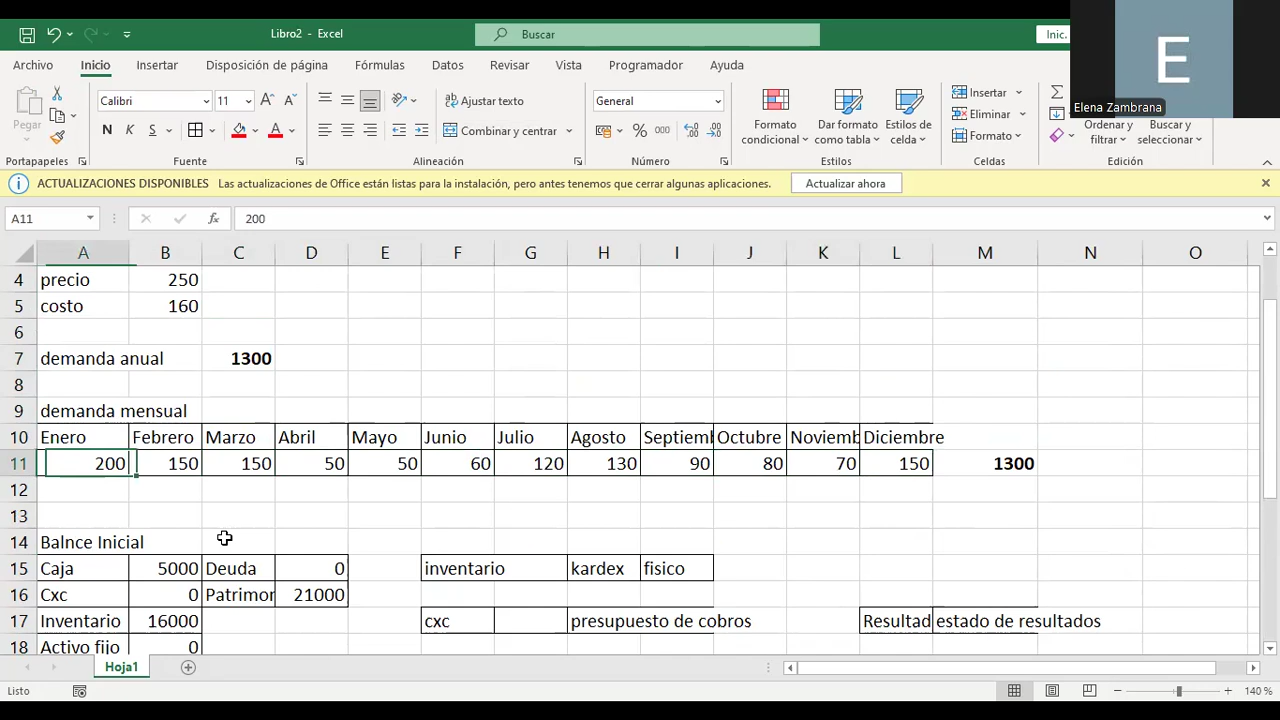 Libro2 - Excel
Buscar
Inic.
E
Elena Zambrana
Archivo Inicio Insertar Disposición de página Fórmulas Datos Revisar Vista Programador Ayuda
Pegar
Calibri 11
N K S
Ajustar texto
Combinar y centrar
General
% 000
Formato condicional
Dar formato como tabla
Estilos de celda
Insertar
Eliminar
Formato
Ordenar y filtrar
Buscar y seleccionar
Portapapeles Fuente Alineación Número Estilos Celdas Edición
ACTUALIZACIONES DISPONIBLES Las actualizaciones de Office están listas para la instalación, pero antes tenemos que cerrar algunas aplicaciones. Actualizar ahora
A11 fx 200
A B C D E F G H I J K L M N O
4 precio 250
5 costo 160
6
7 demanda anual 1300
8
9 demanda mensual
10 Enero Febrero Marzo Abril Mayo Junio Julio Agosto Septiemb Octubre Noviemb Diciembre
11 200 150 150 50 50 60 120 130 90 80 70 150 1300
12
13
14 Balnce Inicial
15 Caja 5000 Deuda 0 inventario kardex fisico
16 Cxc 0 Patrimor 21000
17 Inventario 16000 cxc presupuesto de cobros Resultad estado de resultados
18 Activo fijo 0
Hoja1
Listo
140 %